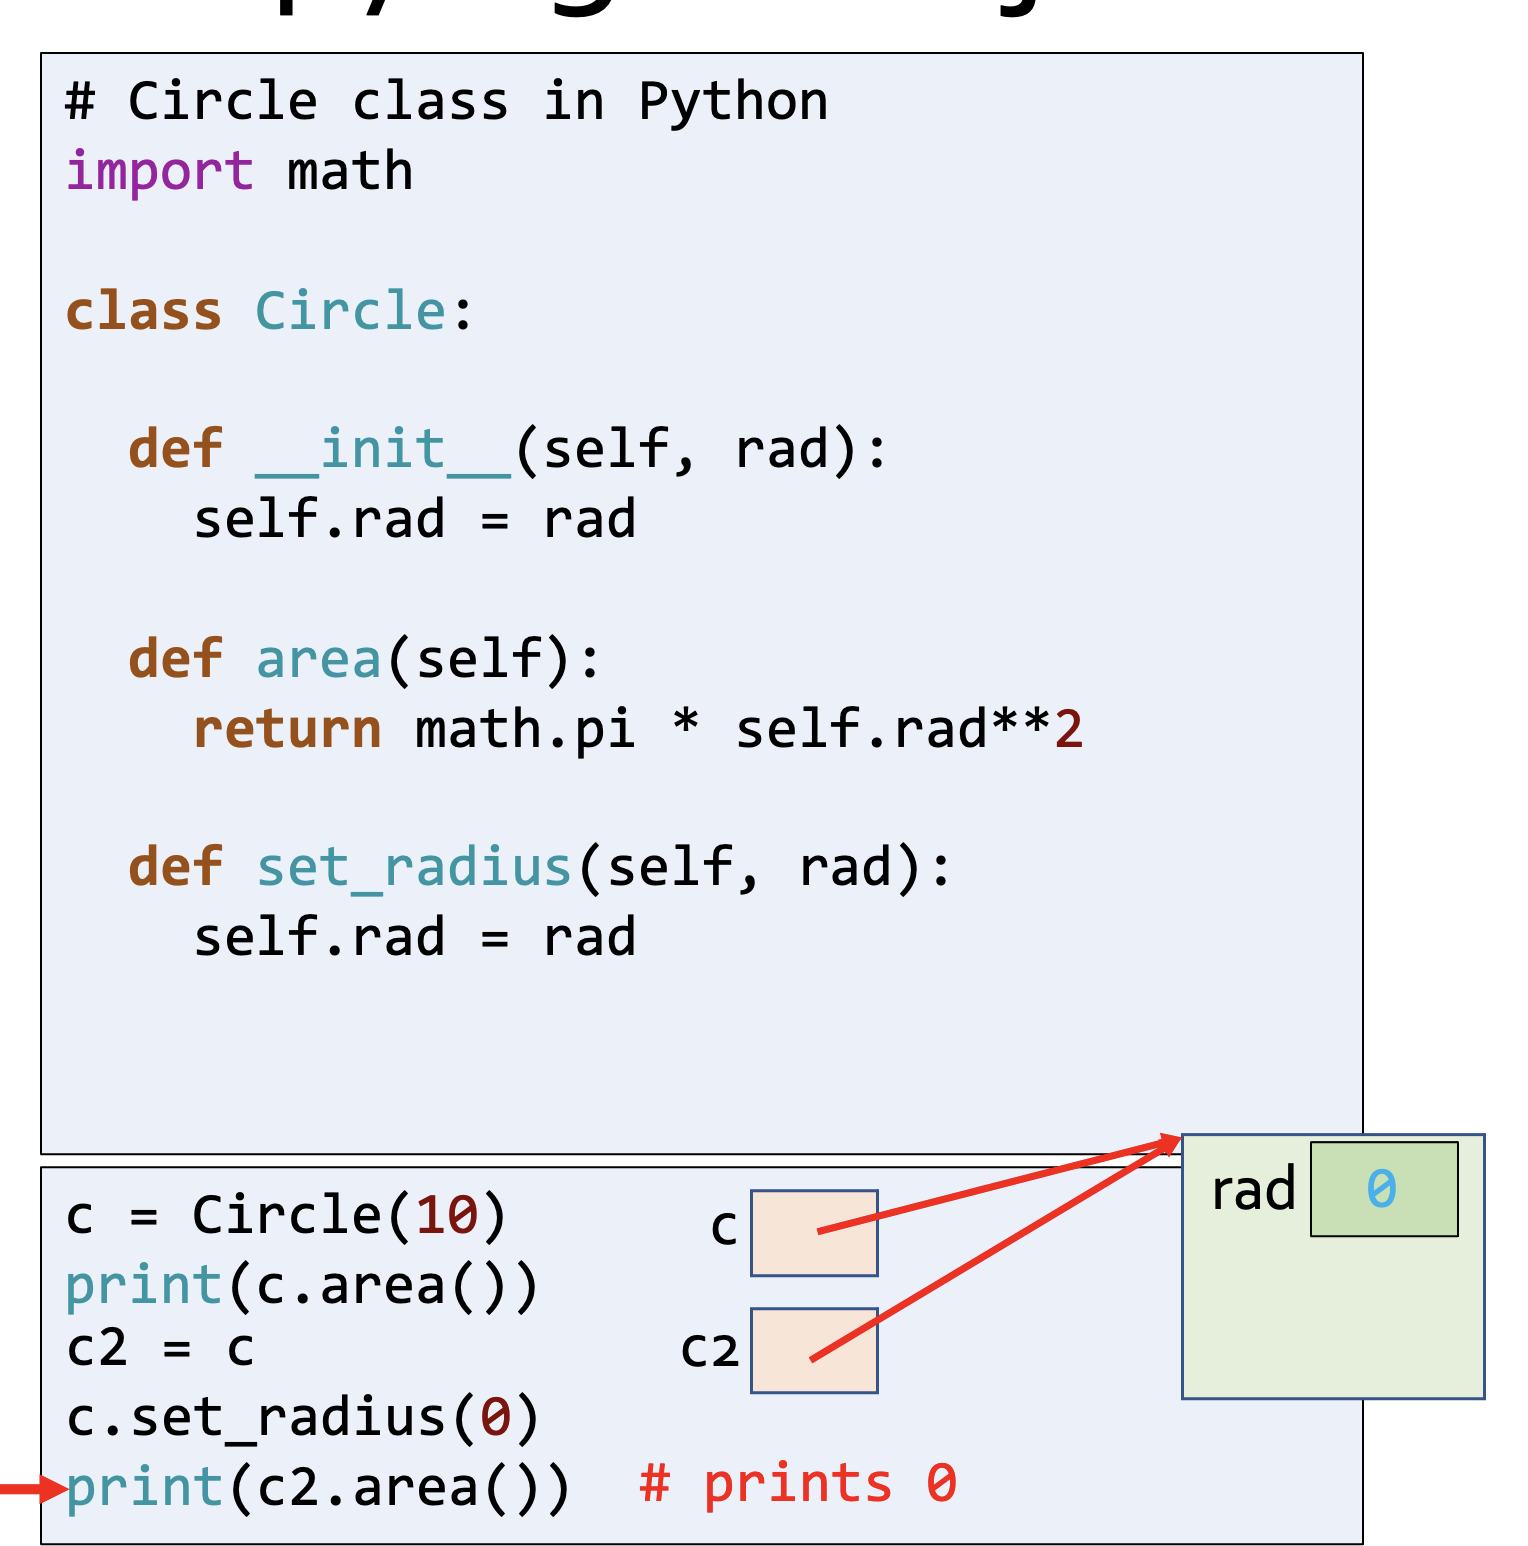 # Circle class in Python
import math
class Circle:
  def __init__(self, rad):
    self.rad = rad
  def area(self):
    return math.pi * self.rad**2
  def set_radius(self, rad):
    self.rad = rad
c = Circle(10)
print(c.area())
c2 = c
c.set_radius(0)
print(c2.area())  # prints 0
c
c2
rad 0